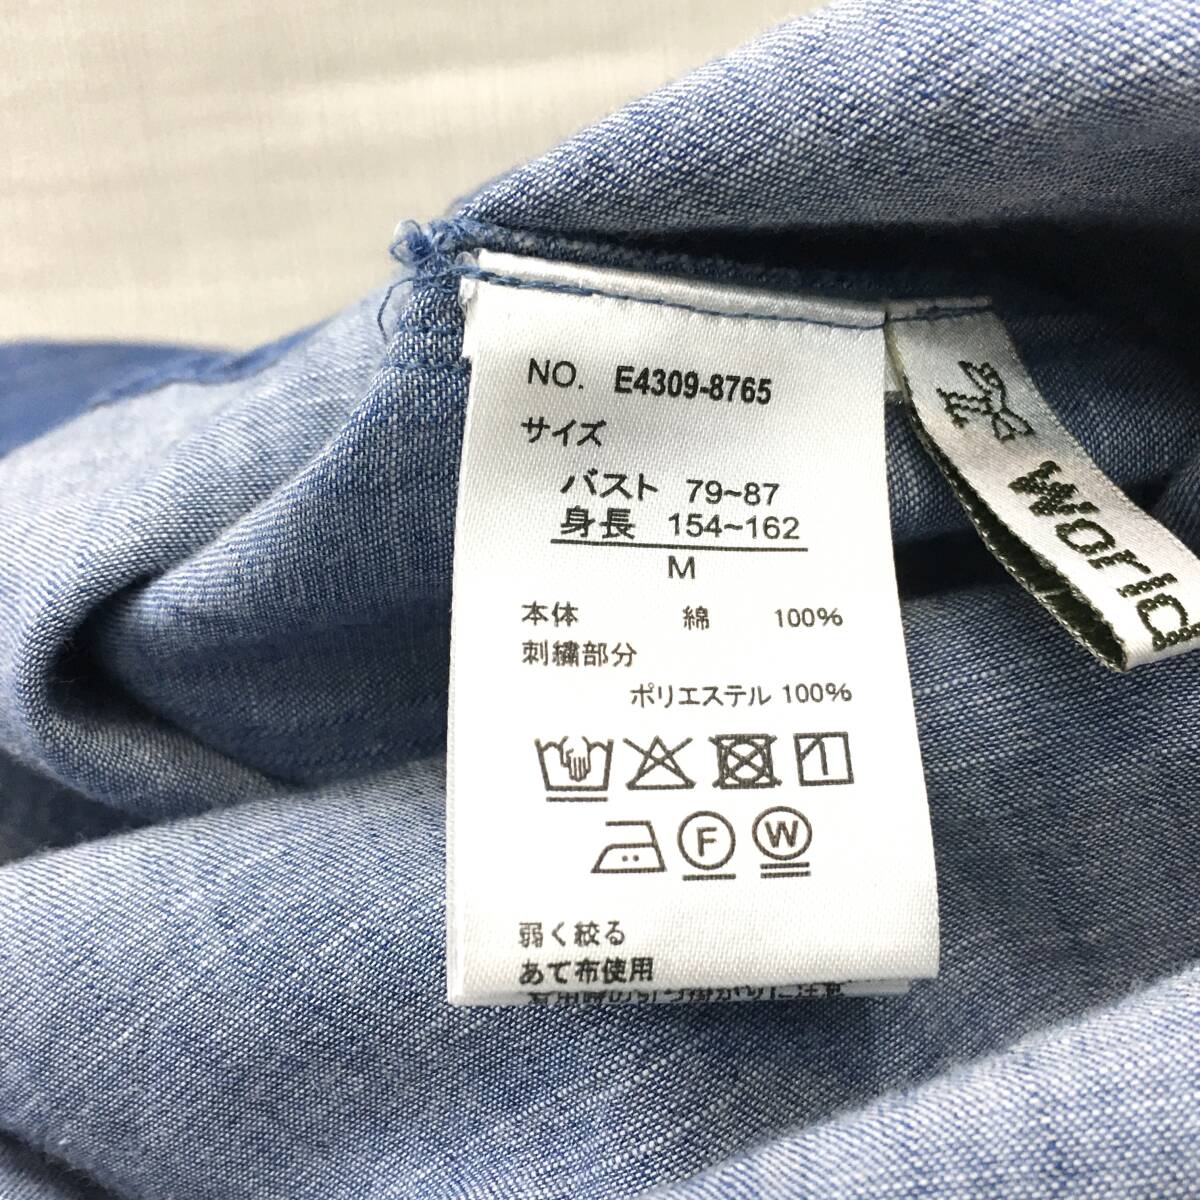 NO. E4309-8765
サイズ
バスト 79~87
身長 154~162
M
本体 綿 100%
刺繍部分
ポリエステル 100%
F W
弱く絞る
あて布使用